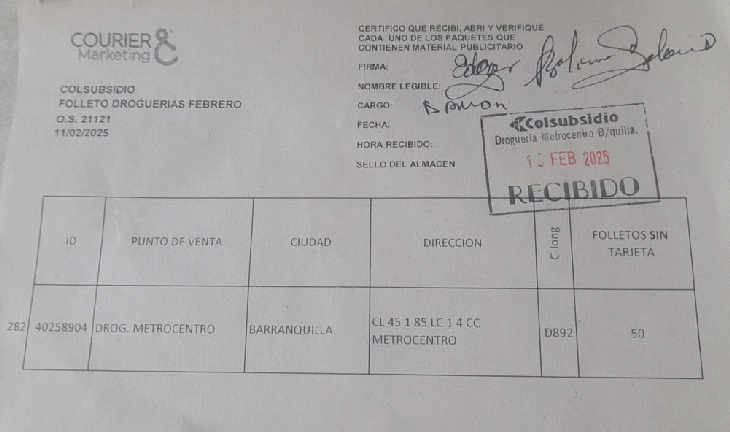 COURIER &
Marketing
COLSUBSIDIO
FOLLETO DROGUERIAS FEBRERO
O.S. 21121
11/02/2025
CERTIFICO QUE RECIBI, ABRI Y VERIFIQUE
CADA UNO DE LOS PAQUETES QUE
CONTIENEN MATERIAL PUBLICITARIO
FIRMA:
NOMBRE LEGIBLE:
CARGO:
FECHA:
HORA RECIBIDO:
SELLO DEL ALMACEN
Colsubsidio
Droguería Metrocentro B/quilla.
FEB 2025
RECIBIDO
ID PUNTO DE VENTA CIUDAD DIRECCION FOLLETOS SIN
TARJETA
282 40258904 DROG. METROCENTRO BARRANQUILLA CL 45 1 85 LC 1 4 CC
METROCENTRO D892 50